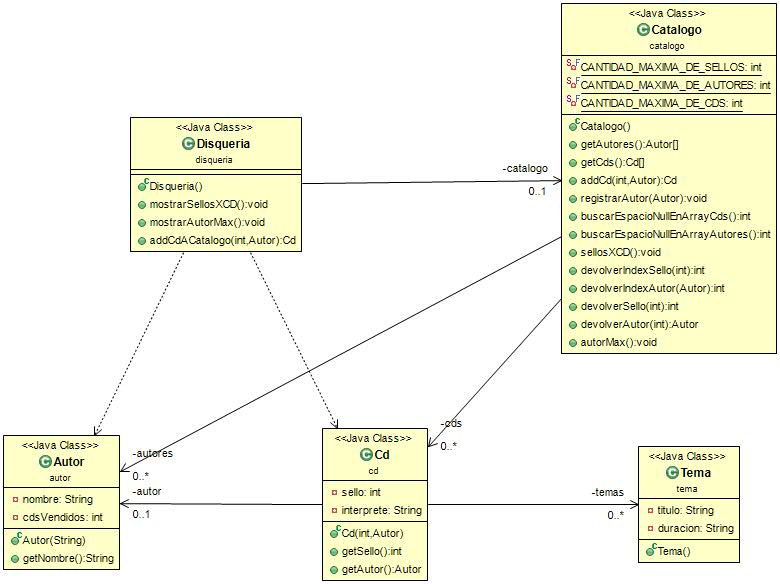 <<Java Class>>
Catalogo
catalogo
CANTIDAD_MAXIMA_DE_SELLOS: int
CANTIDAD_MAXIMA_DE_AUTORES: int
CANTIDAD_MAXIMA_DE_CDS: int
Catalogo()
getAutores():Autor[]
getCds():Cd[]
addCd(int,Autor):Cd
registrarAutor(Autor):void
buscarEspacioNullEnArrayCds():int
buscarEspacioNullEnArrayAutores():int
sellosXCD():void
devolverIndexSello(int):int
devolverIndexAutor(Autor):int
devolverSello(int):int
devolverAutor(int):Autor
autorMax():void
<<Java Class>>
Disqueria
disqueria
Disqueria()
mostrarSellosXCD():void
mostrarAutorMax():void
addCdACatalogo(int,Autor):Cd
-catalogo
0..1
<<Java Class>>
Autor
autor
nombre: String
cdsVendidos: int
Autor(String)
getNombre():String
-autores
0..*
-autor
0..1
<<Java Class>>
Cd
cd
sello: int
interprete: String
Cd(int,Autor)
getSello():int
getAutor():Autor
-cds
0..*
-temas
0..*
<<Java Class>>
Tema
tema
titulo: String
duracion: String
Tema()